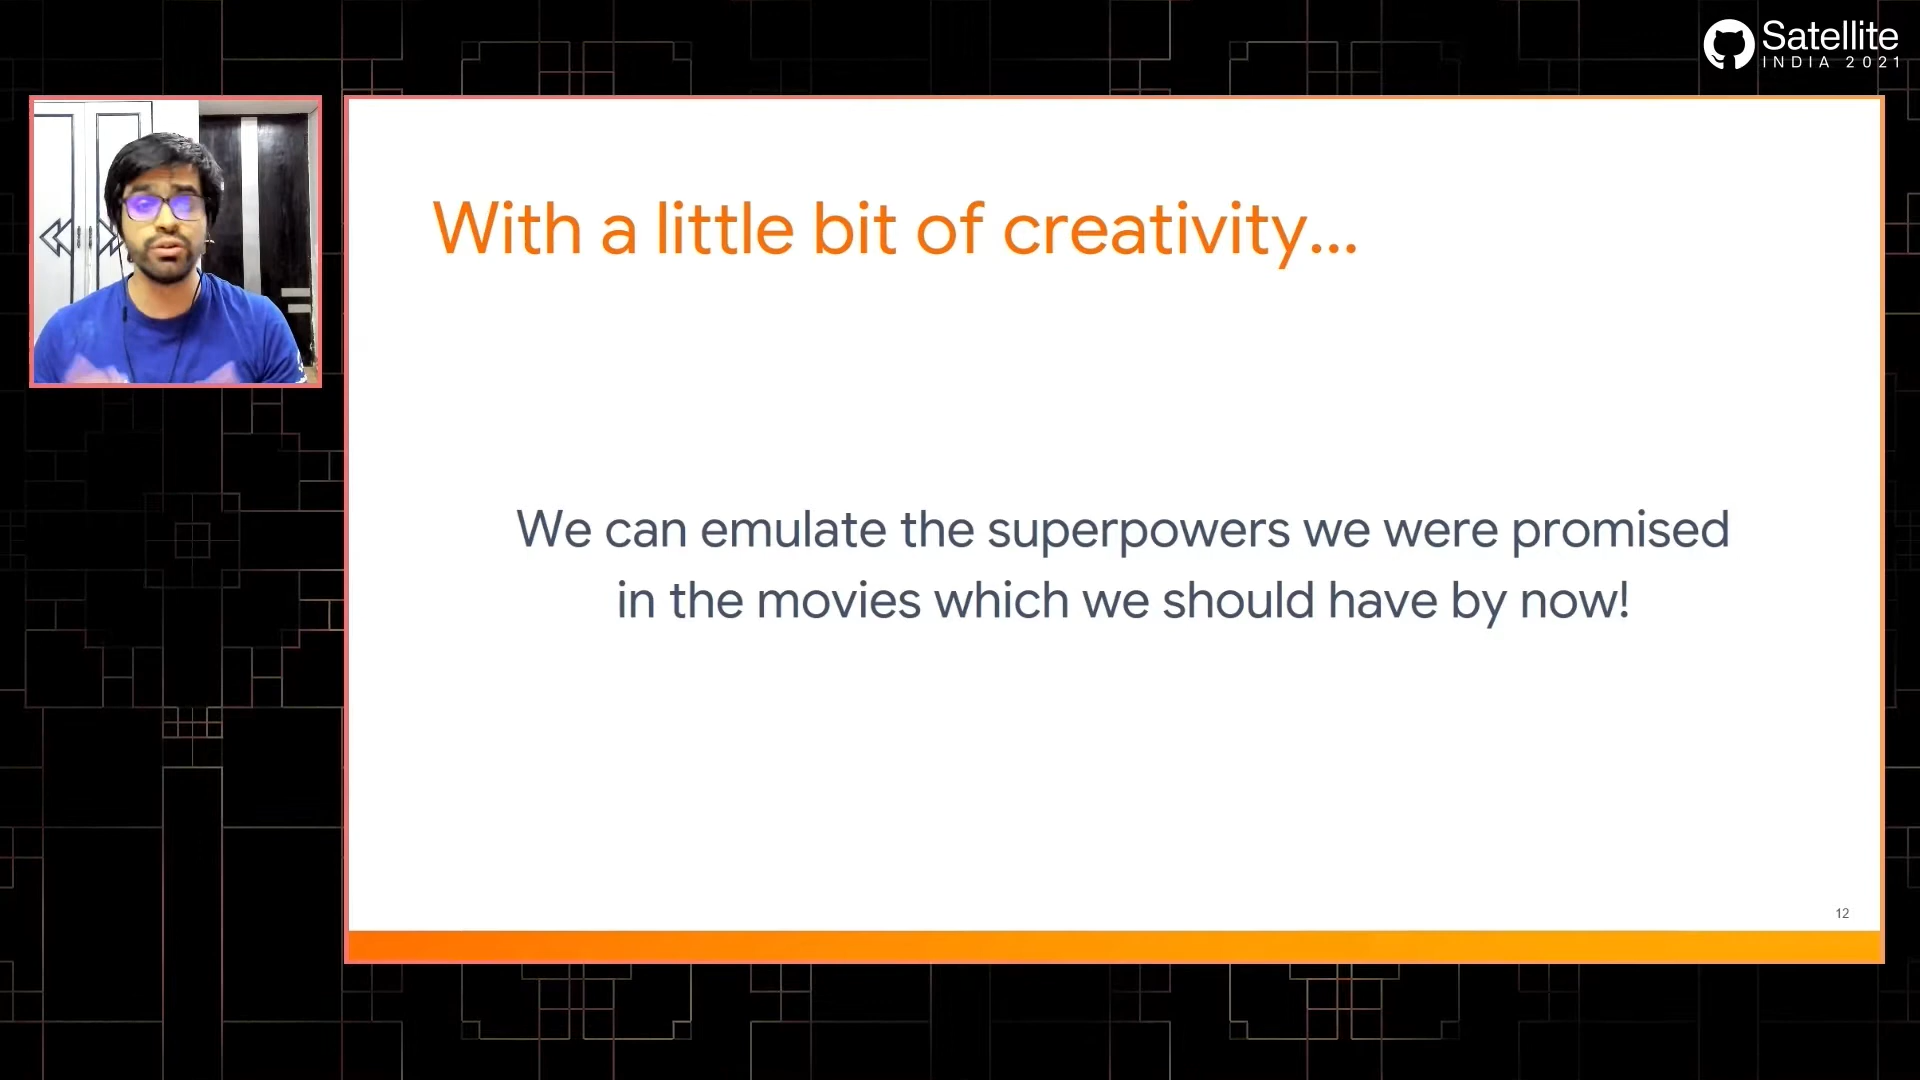 Satellite
INDIA 2021
With a little bit of creativity...
We can emulate the superpowers we were promised
in the movies which we should have by now!
12